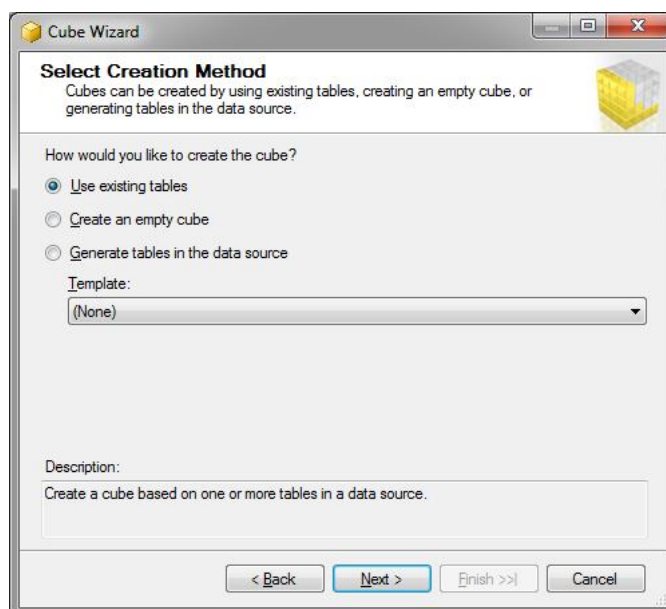 Cube Wizard
Select Creation Method
Cubes can be created by using existing tables, creating an empty cube, or
generating tables in the data source.
How would you like to create the cube?
Use existing tables
Create an empty cube
Generate tables in the data source
Template:
(None)
Description:
Create a cube based on one or more tables in a data source.
< Back
Next >
Finish >>|
Cancel